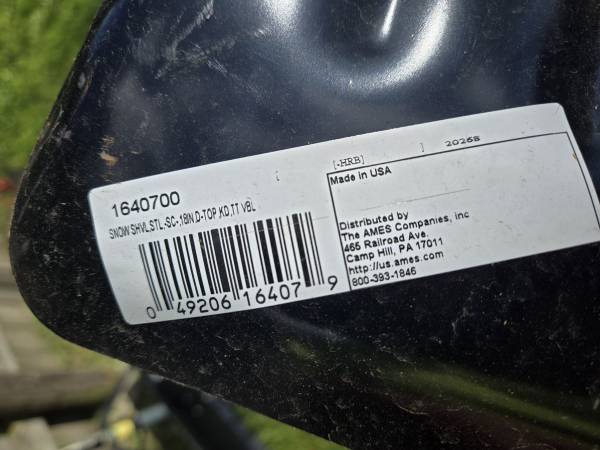 1640700
SNOW SHVL,STL-SC-,18IN,D-TOP,KD,TT VBL
0 49206 16407 9
[-HRB] ] 2026B
Made in USA
Distributed by
The AMES Companies, Inc
465 Railroad Ave.
Camp Hill, PA 17011
http://us.ames.com
800-393-1846